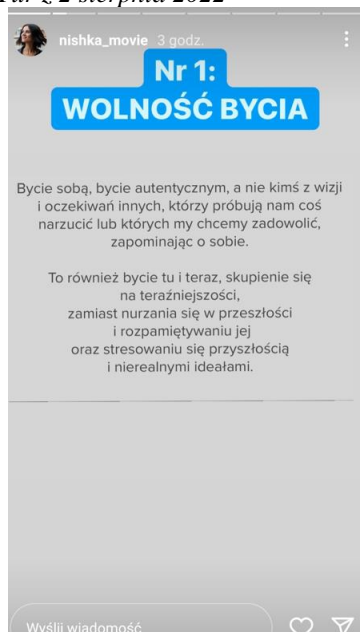 z 2 sierpnia 2022
nishka_movie 3 godz.
Nr 1:
WOLNOŚĆ BYCIA
Bycie sobą, bycie autentycznym, a nie kimś z wizji
i oczekiwań innych, którzy próbują nam coś
narzucić lub których my chcemy zadowolić,
zapominając o sobie.
To również bycie tu i teraz, skupienie się
na teraźniejszości,
zamiast nurzania się w przeszłości
i rozpamiętywaniu jej
oraz stresowaniu się przyszłością
i nierealnymi ideałami.
Wyślij wiadomość